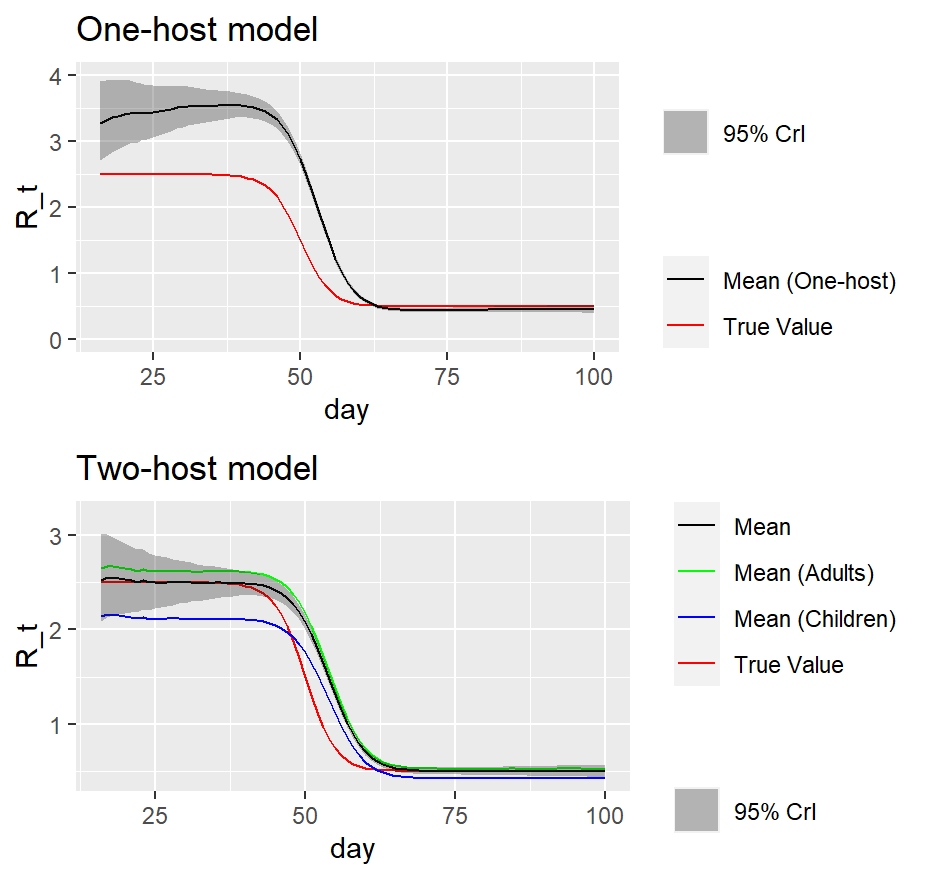 One-host model
4
3
2
1
0
R_t
25 50 75 100
day
95% CrI
Mean (One-host)
True Value
Two-host model
3
2
1
R_t
25 50 75 100
day
Mean
Mean (Adults)
Mean (Children)
True Value
95% CrI